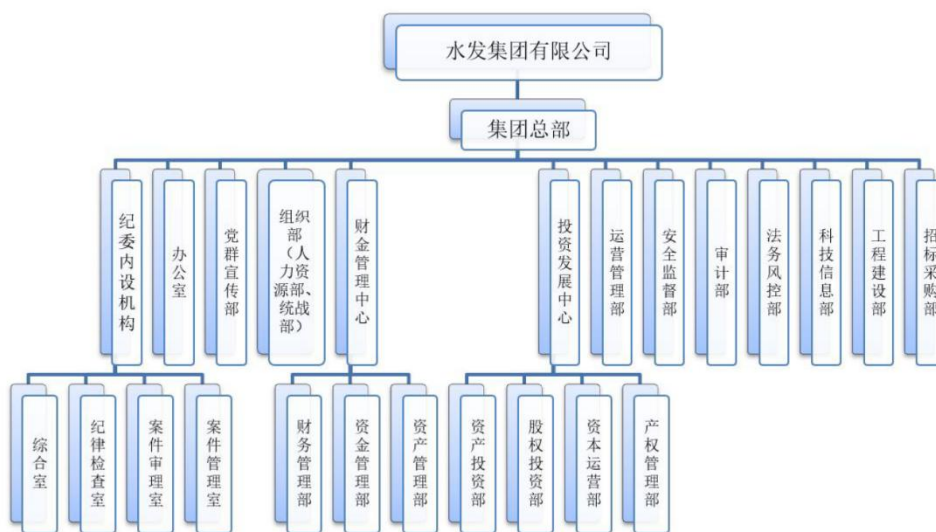 水发集团有限公司
集团总部
纪委内设机构
办公室
党群宣传部
组织
部
（人
力资
源部、
统战
部）
财金管理中心
投资发展中心
运营管理部
安全监督部
审计部
法务风控部
科技信息部
工程建设部
招标采购部
综合室
纪律检查室
案件审理室
案件管理室
财务管理部
资金管理部
资产管理部
资产投资部
股权投资部
资本运营部
产权管理部